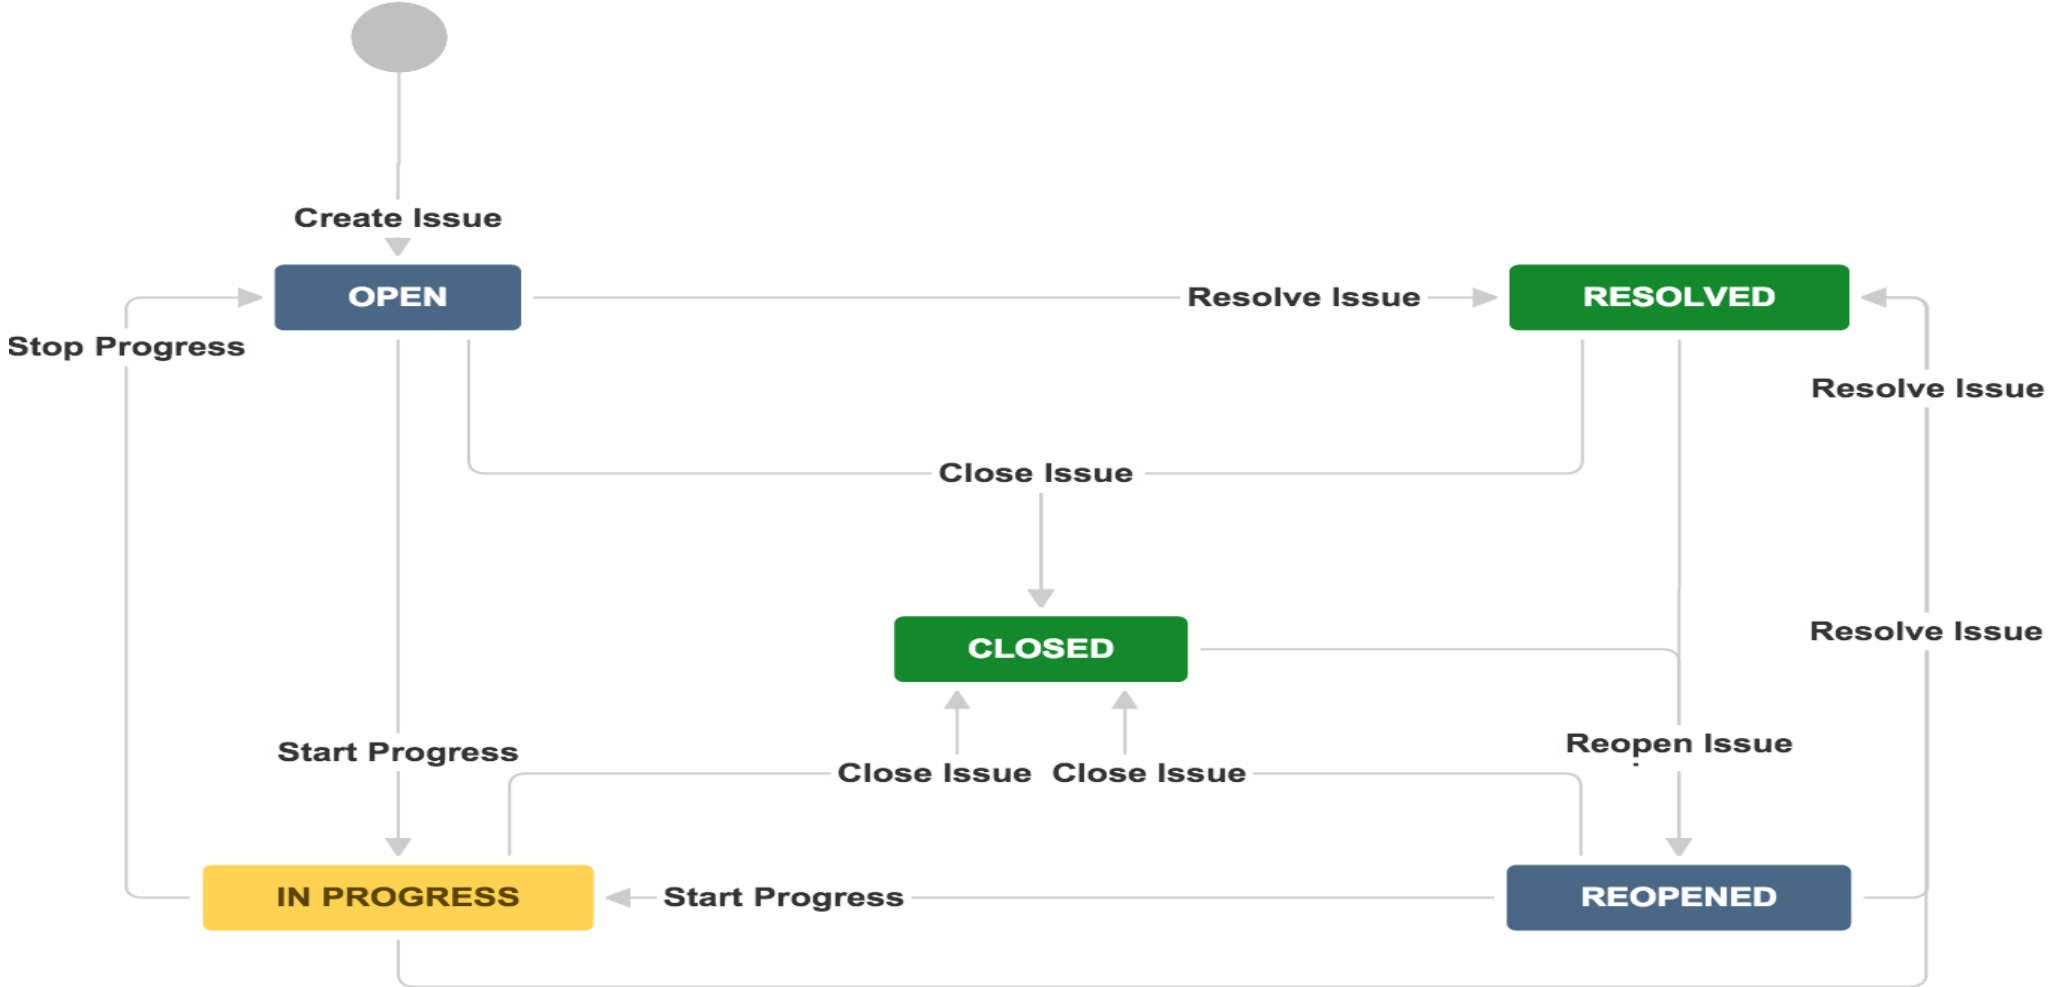 Create Issue
OPEN
Resolve Issue
RESOLVED
Stop Progress
Resolve Issue
Close Issue
Resolve Issue
CLOSED
Reopen Issue
Start Progress
Close Issue
Close Issue
IN PROGRESS
Start Progress
REOPENED